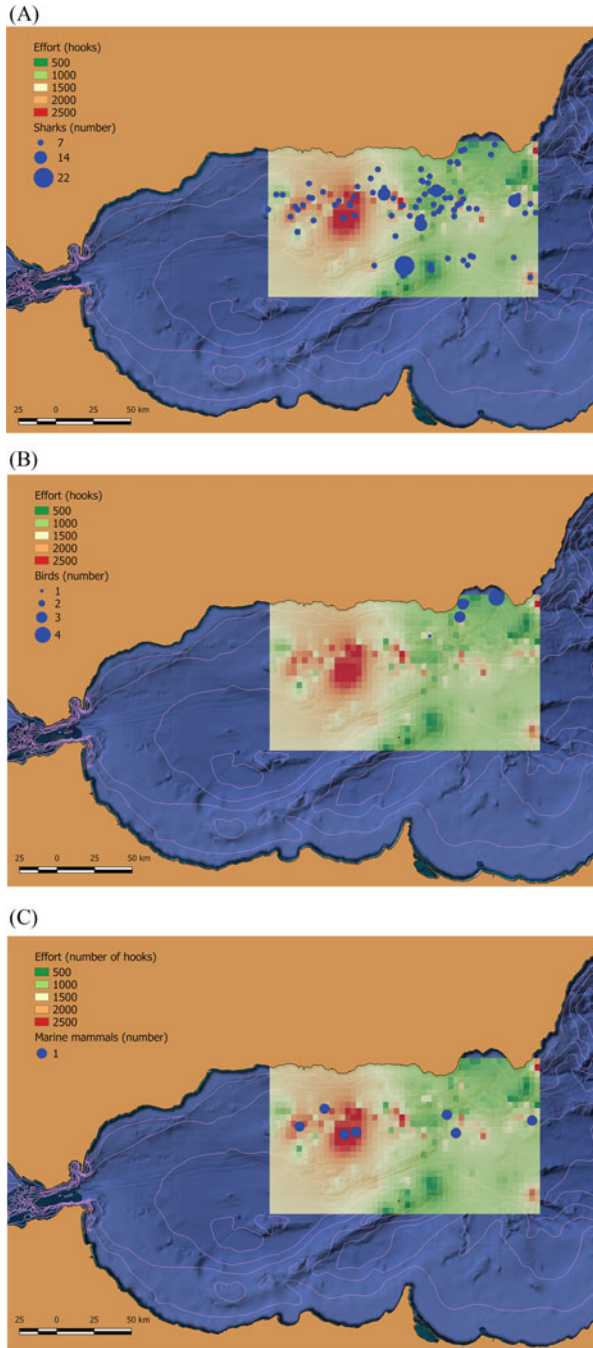 (A)
Effort (hooks)
500
1000
1500
2000
2500
Sharks (number)
7
14
22
25 0 25 50 km
(B)
Effort (hooks)
500
1000
1500
2000
2500
Birds (number)
1
2
3
4
25 0 25 50 km
(C)
Effort (number of hooks)
500
1000
1500
2000
2500
Marine mammals (number)
1
25 0 25 50 km